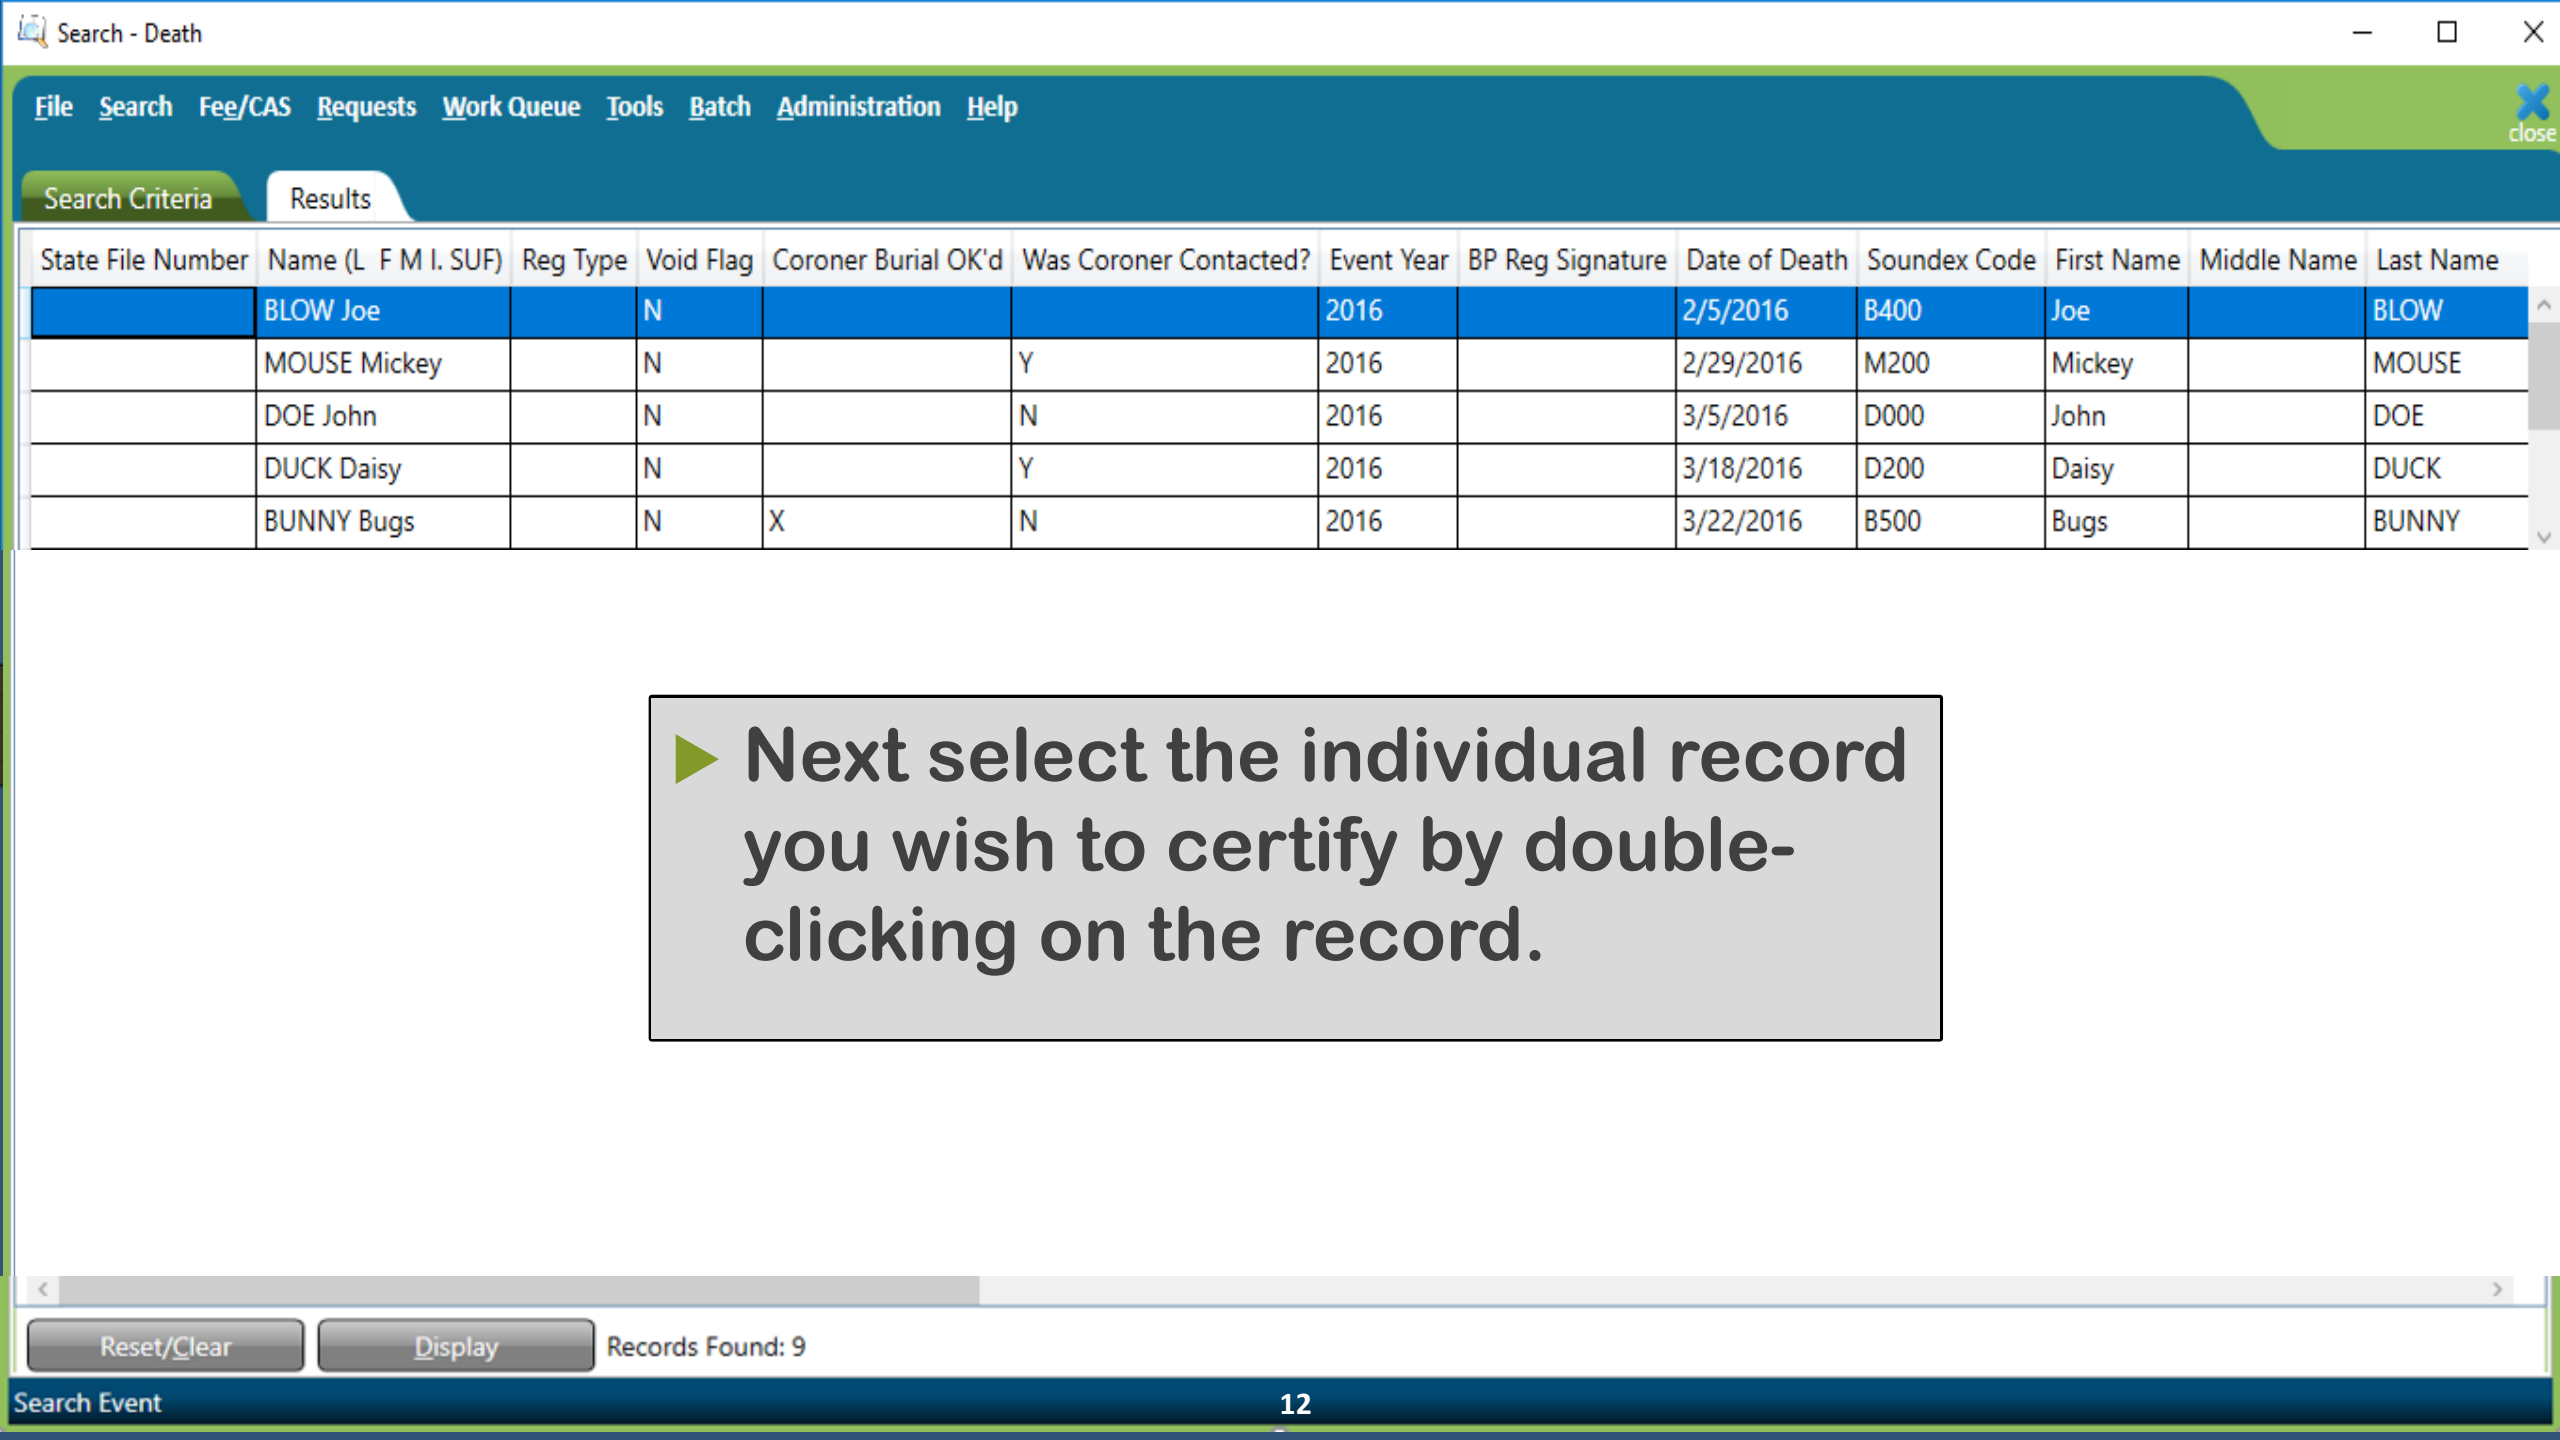 Search - Death
File Search Fee/CAS Requests Work Queue Tools Batch Administration Help
close
Search Criteria Results
State File Number Name (L F M I. SUF) Reg Type Void Flag Coroner Burial OK'd Was Coroner Contacted? Event Year BP Reg Signature Date of Death Soundex Code First Name Middle Name Last Name
BLOW Joe N 2016 2/5/2016 B400 Joe BLOW
MOUSE Mickey N Y 2016 2/29/2016 M200 Mickey MOUSE
DOE John N N 2016 3/5/2016 D000 John DOE
DUCK Daisy N Y 2016 3/18/2016 D200 Daisy DUCK
BUNNY Bugs N X N 2016 3/22/2016 B500 Bugs BUNNY
Next select the individual record
you wish to certify by double-
clicking on the record.
Reset/Clear Display Records Found: 9
Search Event 12